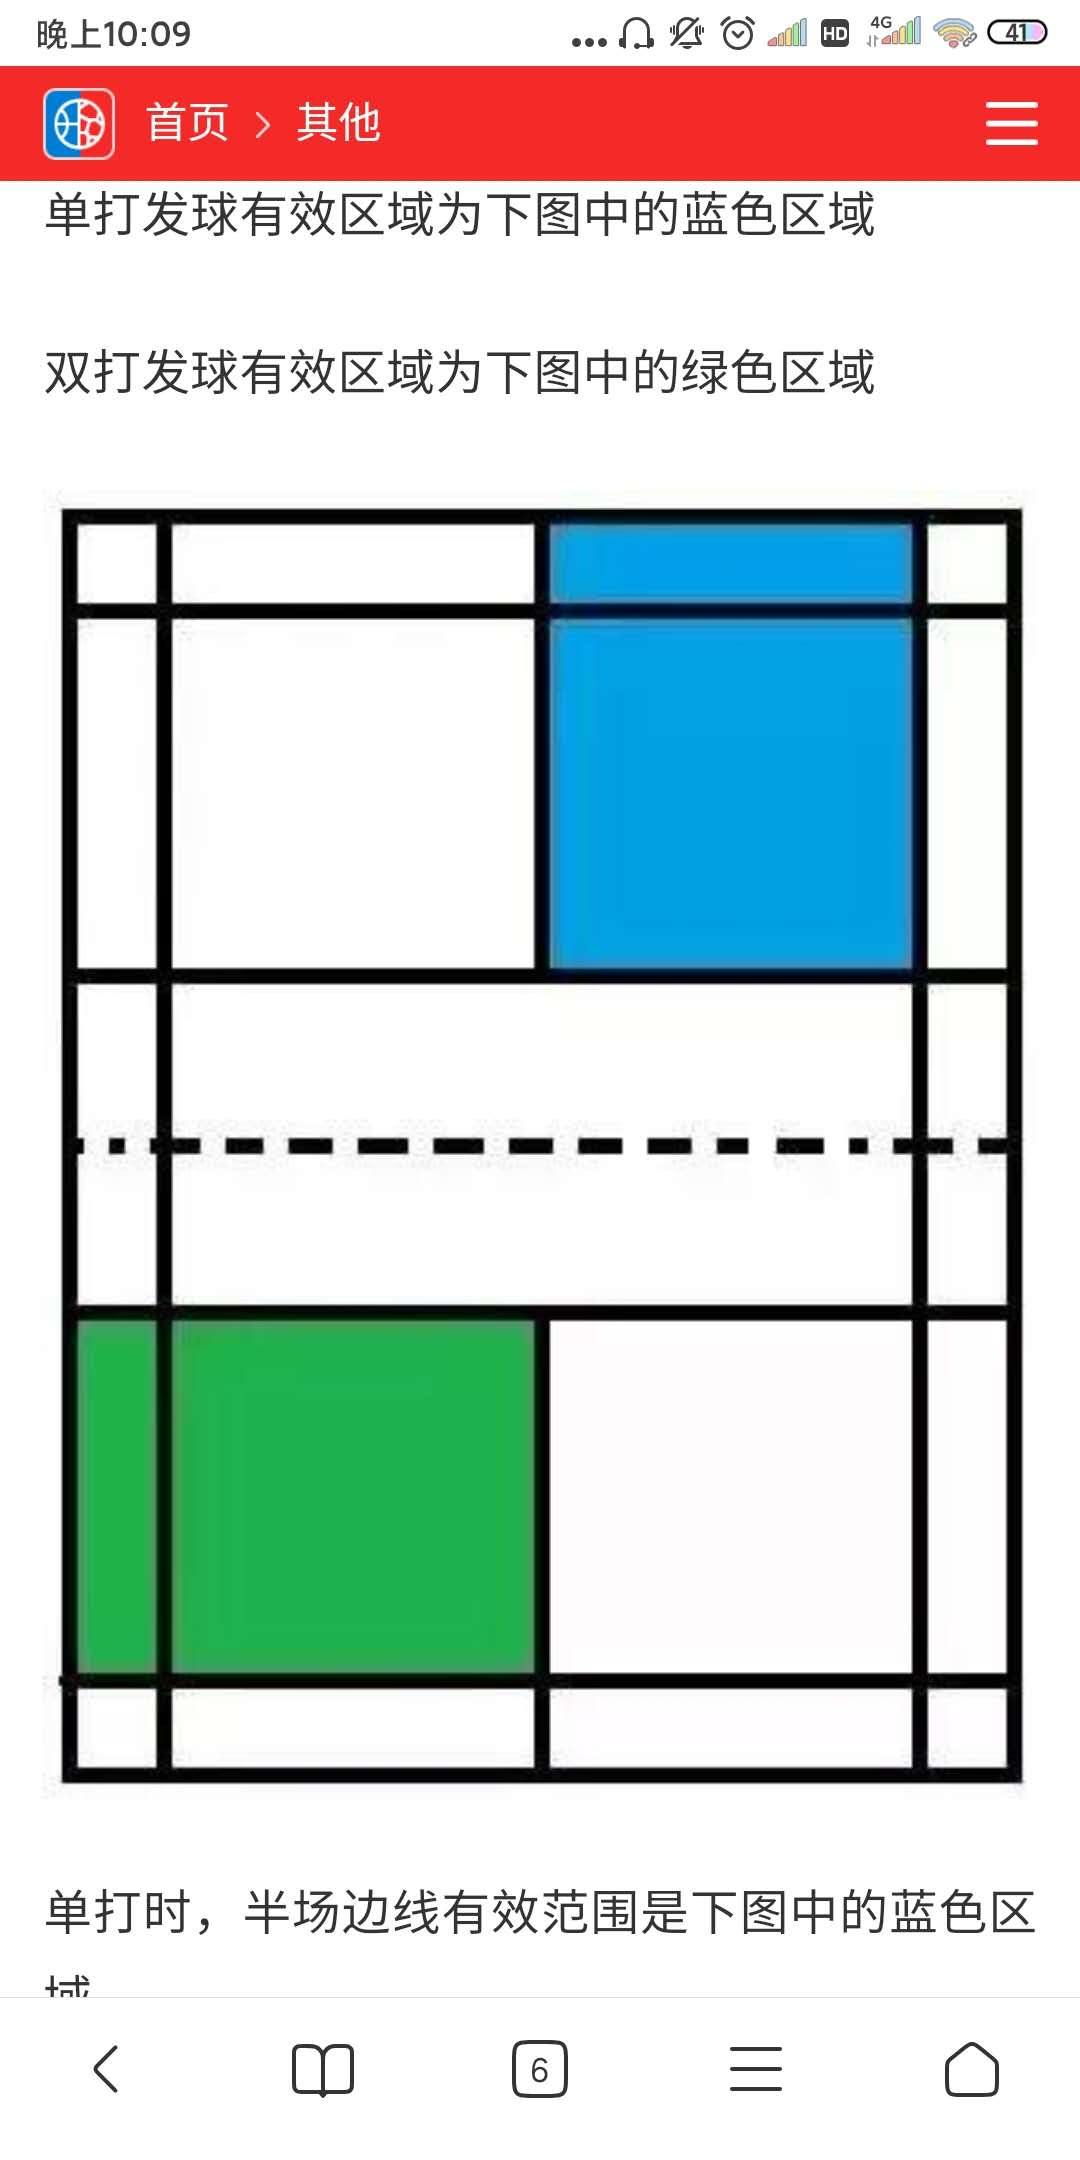 晚上10:09
HD
4G
41
首页 > 其他
单打发球有效区域为下图中的蓝色区域
双打发球有效区域为下图中的绿色区域
单打时，半场边线有效范围是下图中的蓝色区
域
6